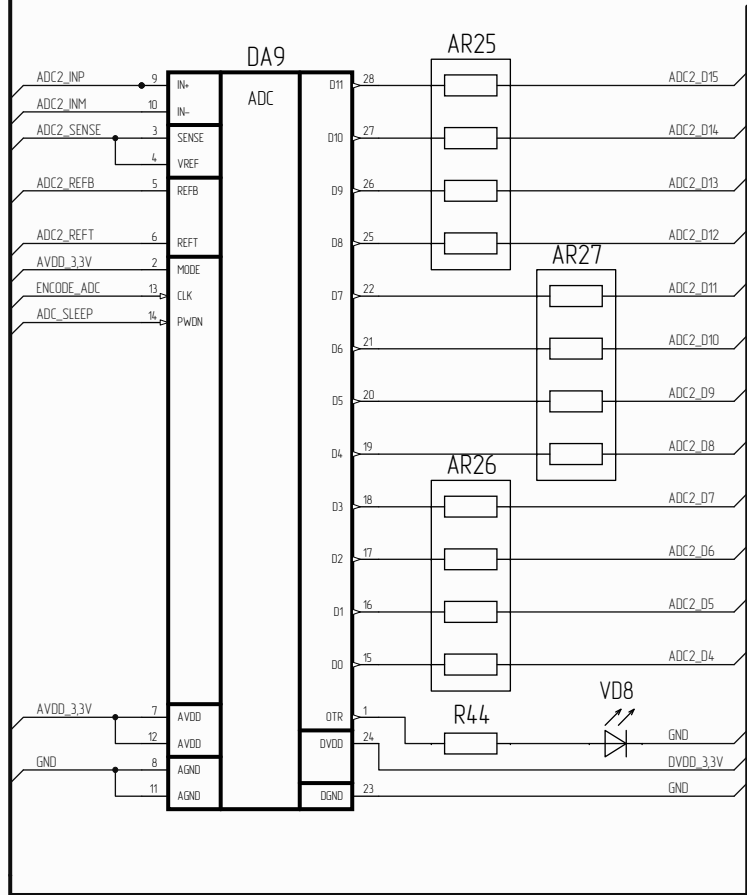 DA9
AR25
ADC2_INP 9 IN+ ADC D11 28 ADC2_D15
ADC2_INM 10 IN-
ADC2_SENSE 3 SENSE D10 27 ADC2_D14
4 VREF
ADC2_REFB 5 REFB D9 26 ADC2_D13
ADC2_REFT 6 REFT D8 25 ADC2_D12
AR27
AVDD_3,3V 2 MODE
ENCODE_ADC 13 CLK D7 22 ADC2_D11
ADC_SLEEP 14 PWDN
D6 21 ADC2_D10
D5 20 ADC2_D9
D4 19 ADC2_D8
AR26
D3 18 ADC2_D7
D2 17 ADC2_D6
D1 16 ADC2_D5
D0 15 ADC2_D4
R44
VD8
AVDD_3,3V 7 AVDD OTR 1 GND
12 AVDD DVDD 24 DVDD_3,3V
GND 8 AGND
11 AGND DGND 23 GND